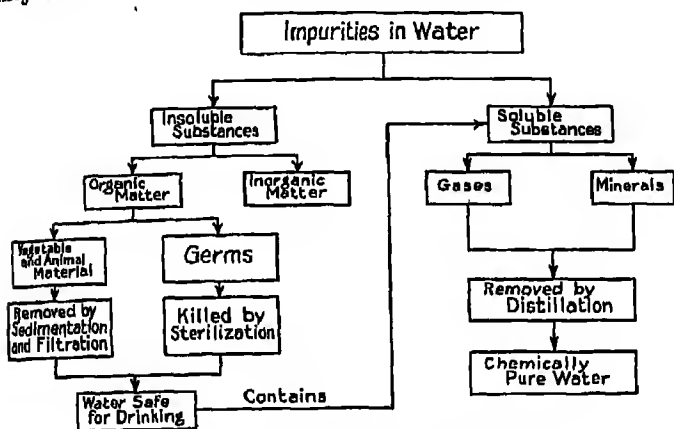 Impurities in Water
Insoluble
Substances
Soluble
Substances
Organic
Matter
Inorganic
Matter
Gases
Minerals
Vegetable
and Animal
Material
Germs
Removed by
Sedimentation
and Filtration
Killed by
Sterilization
Removed by
Distillation
Chemically
Pure Water
Water Safe
for Drinking
Contains